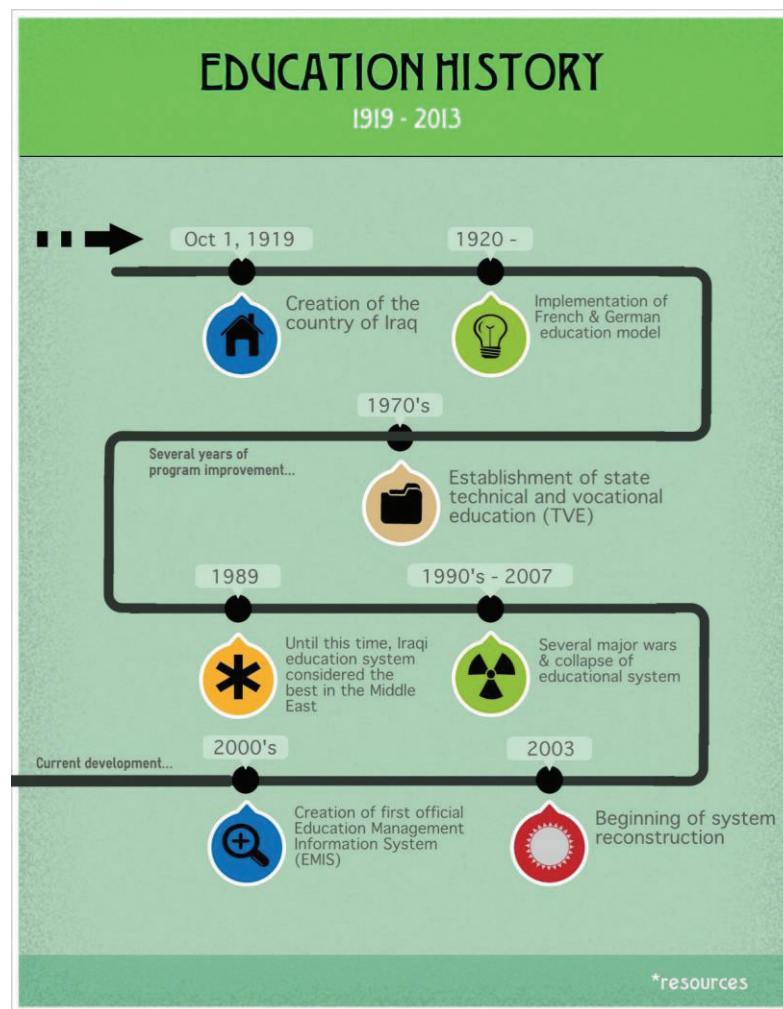 EDUCATION HISTORY
1919 - 2013
Oct 1, 1919
Creation of the
country of Iraq
1920 -
Implementation of
French & German
education model
1970's
Several years of
program improvement...
Establishment of state
technical and vocational
education (TVE)
1989
Until this time, Iraqi
education system
considered the
best in the Middle
East
1990's - 2007
Several major wars
& collapse of
educational system
2003
Beginning of system
reconstruction
2000's
Creation of first official
Education Management
Information System
(EMIS)
Current development...
*resources